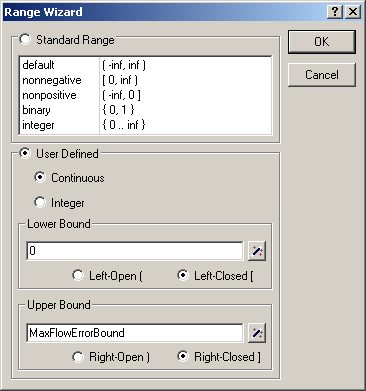 Range Wizard
Standard Range
OK
default ( -inf, inf )
nonnegative [ 0, inf )
nonpositive ( -inf, 0 ]
binary { 0, 1 }
integer { 0 .. inf }
Cancel
User Defined
Continuous
Integer
Lower Bound
0
Left-Open (
Left-Closed [
Upper Bound
MaxFlowErrorBound
Right-Open )
Right-Closed ]